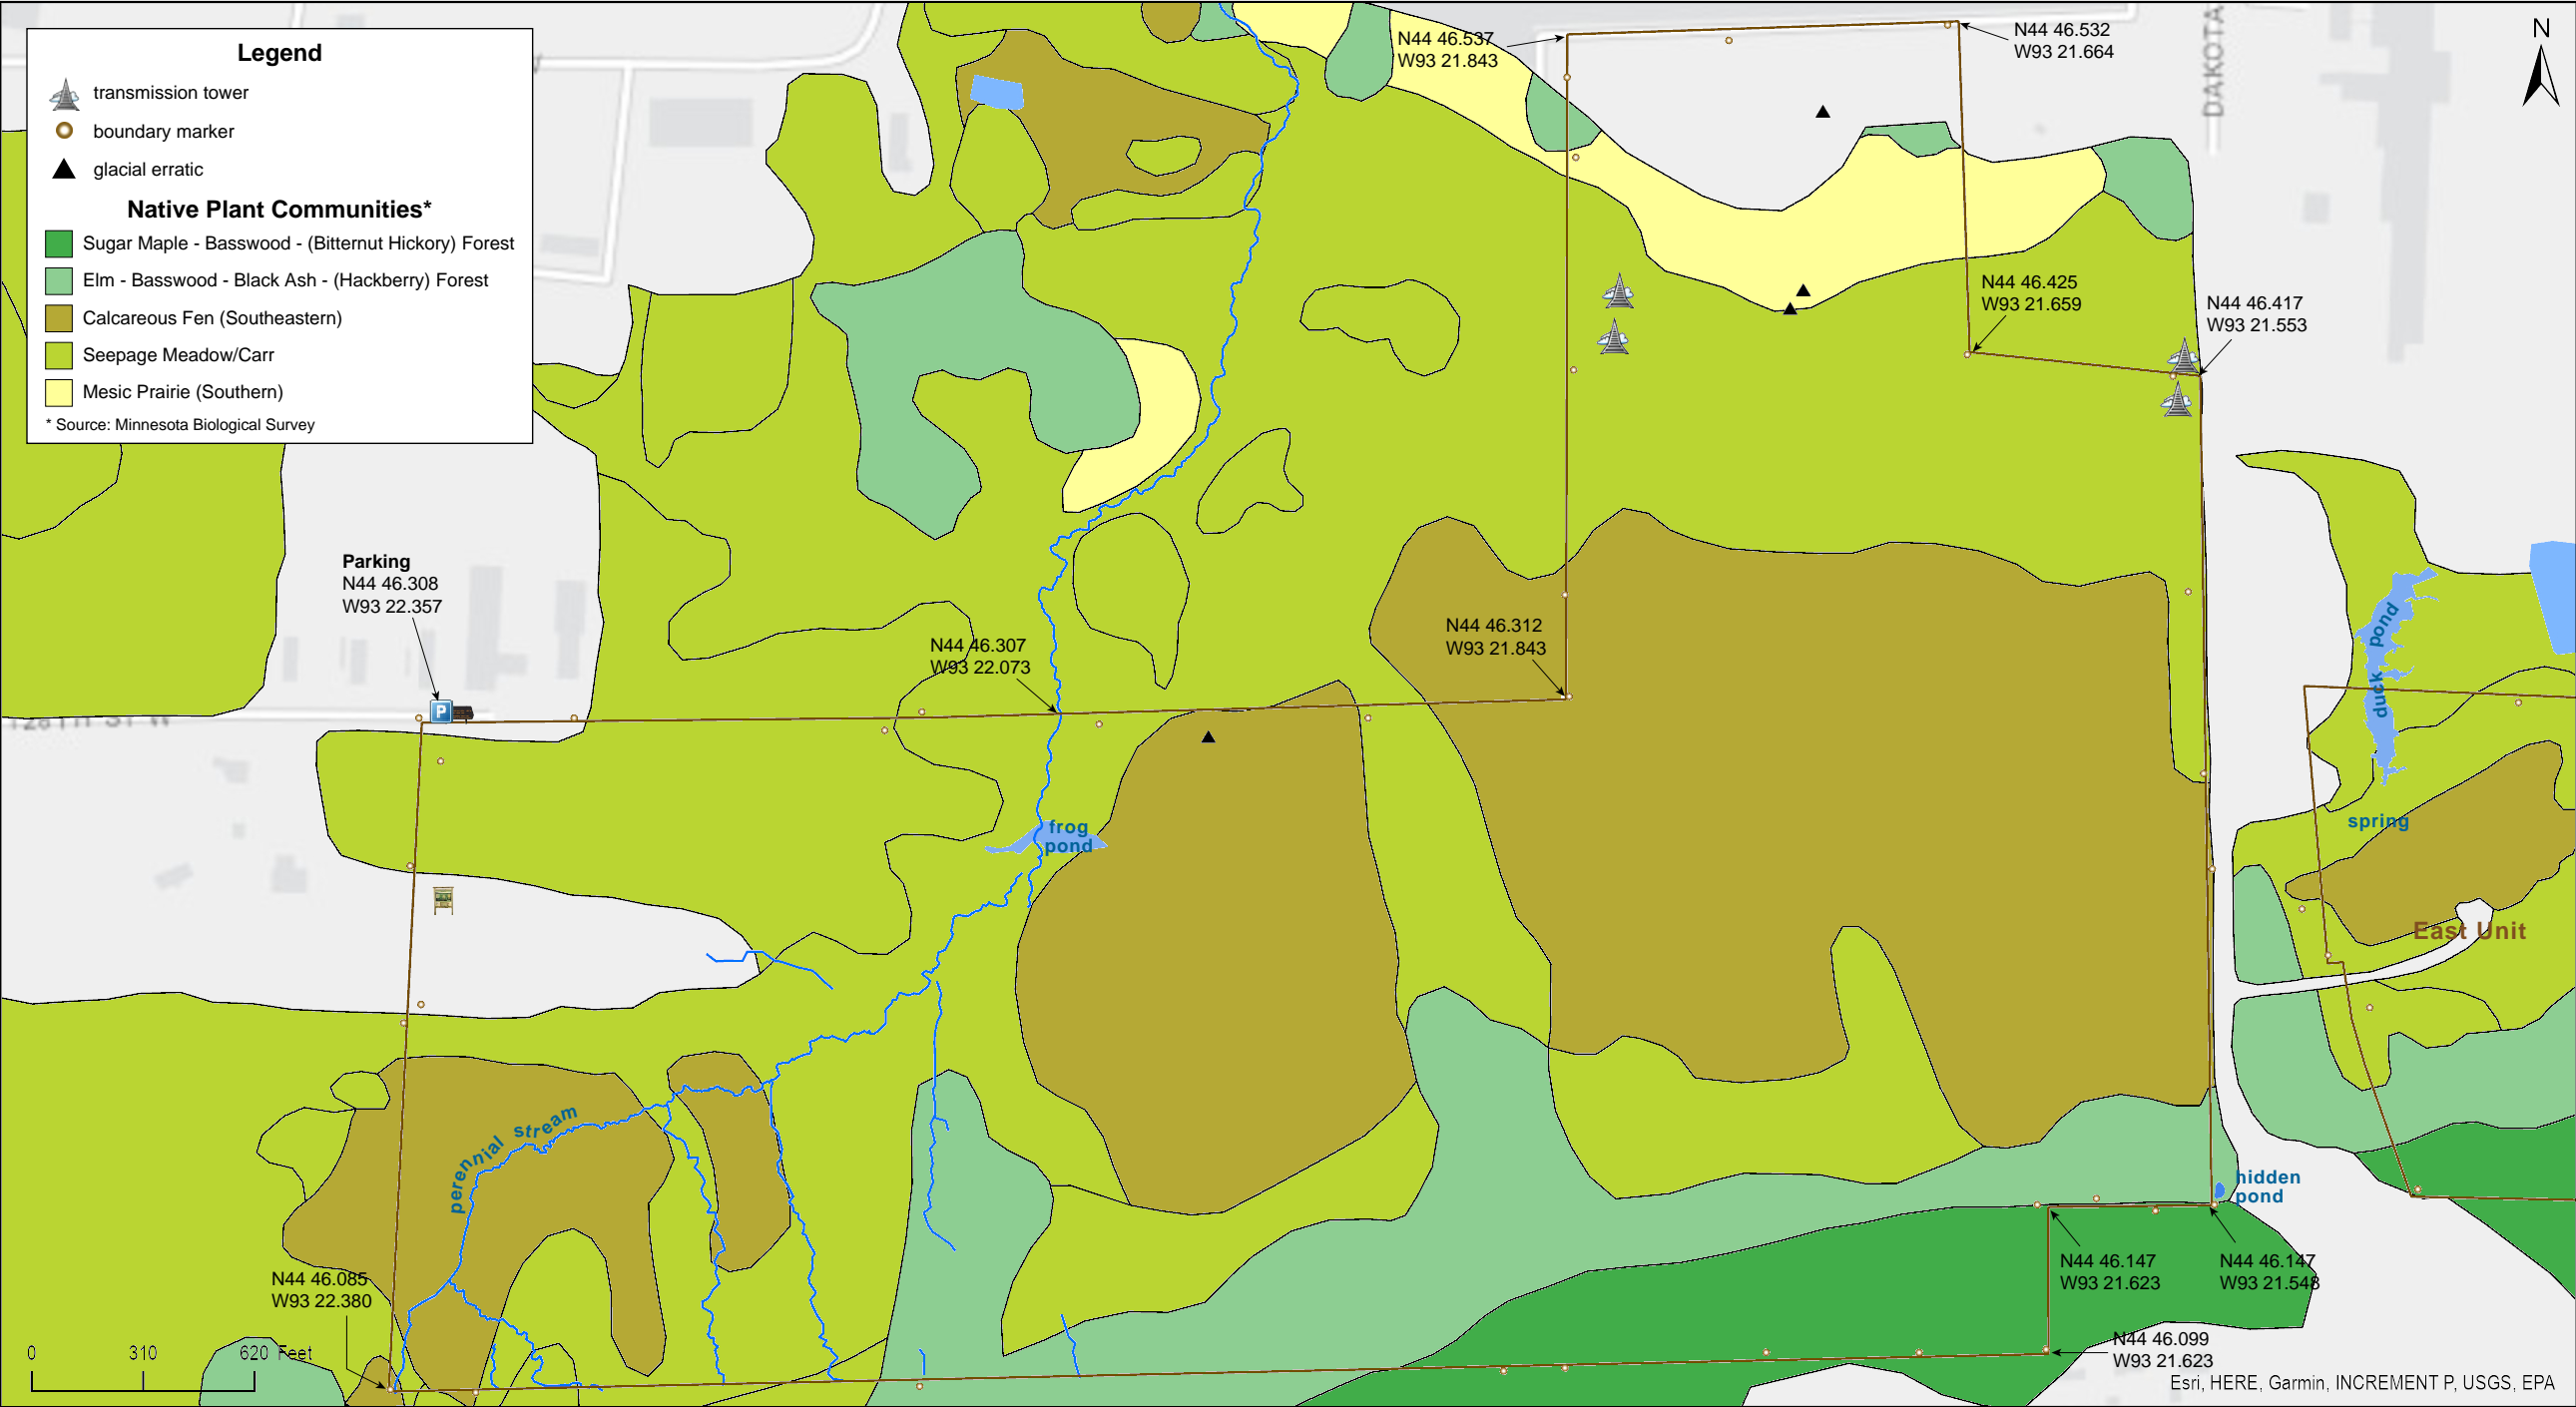 Legend
transmission tower
boundary marker
glacial erratic
Native Plant Communities*
Sugar Maple - Basswood - (Bitternut Hickory) Forest
Elm - Basswood - Black Ash - (Hackberry) Forest
Calcareous Fen (Southeastern)
Seepage Meadow/Carr
Mesic Prairie (Southern)
* Source: Minnesota Biological Survey
N44 46.537
W93 21.843
N44 46.532
W93 21.664
DAKOTA
N
N44 46.425
W93 21.659
N44 46.417
W93 21.553
Parking
N44 46.308
W93 22.357
P
N44 46.307
W93 22.073
N44 46.312
W93 21.843
duck pond
frog
pond
spring
East Unit
perennial stream
hidden
pond
N44 46.147
W93 21.623
N44 46.147
W93 21.548
N44 46.085
W93 22.380
N44 46.099
W93 21.623
0 310 620 Feet
Esri, HERE, Garmin, INCREMENT P, USGS, EPA